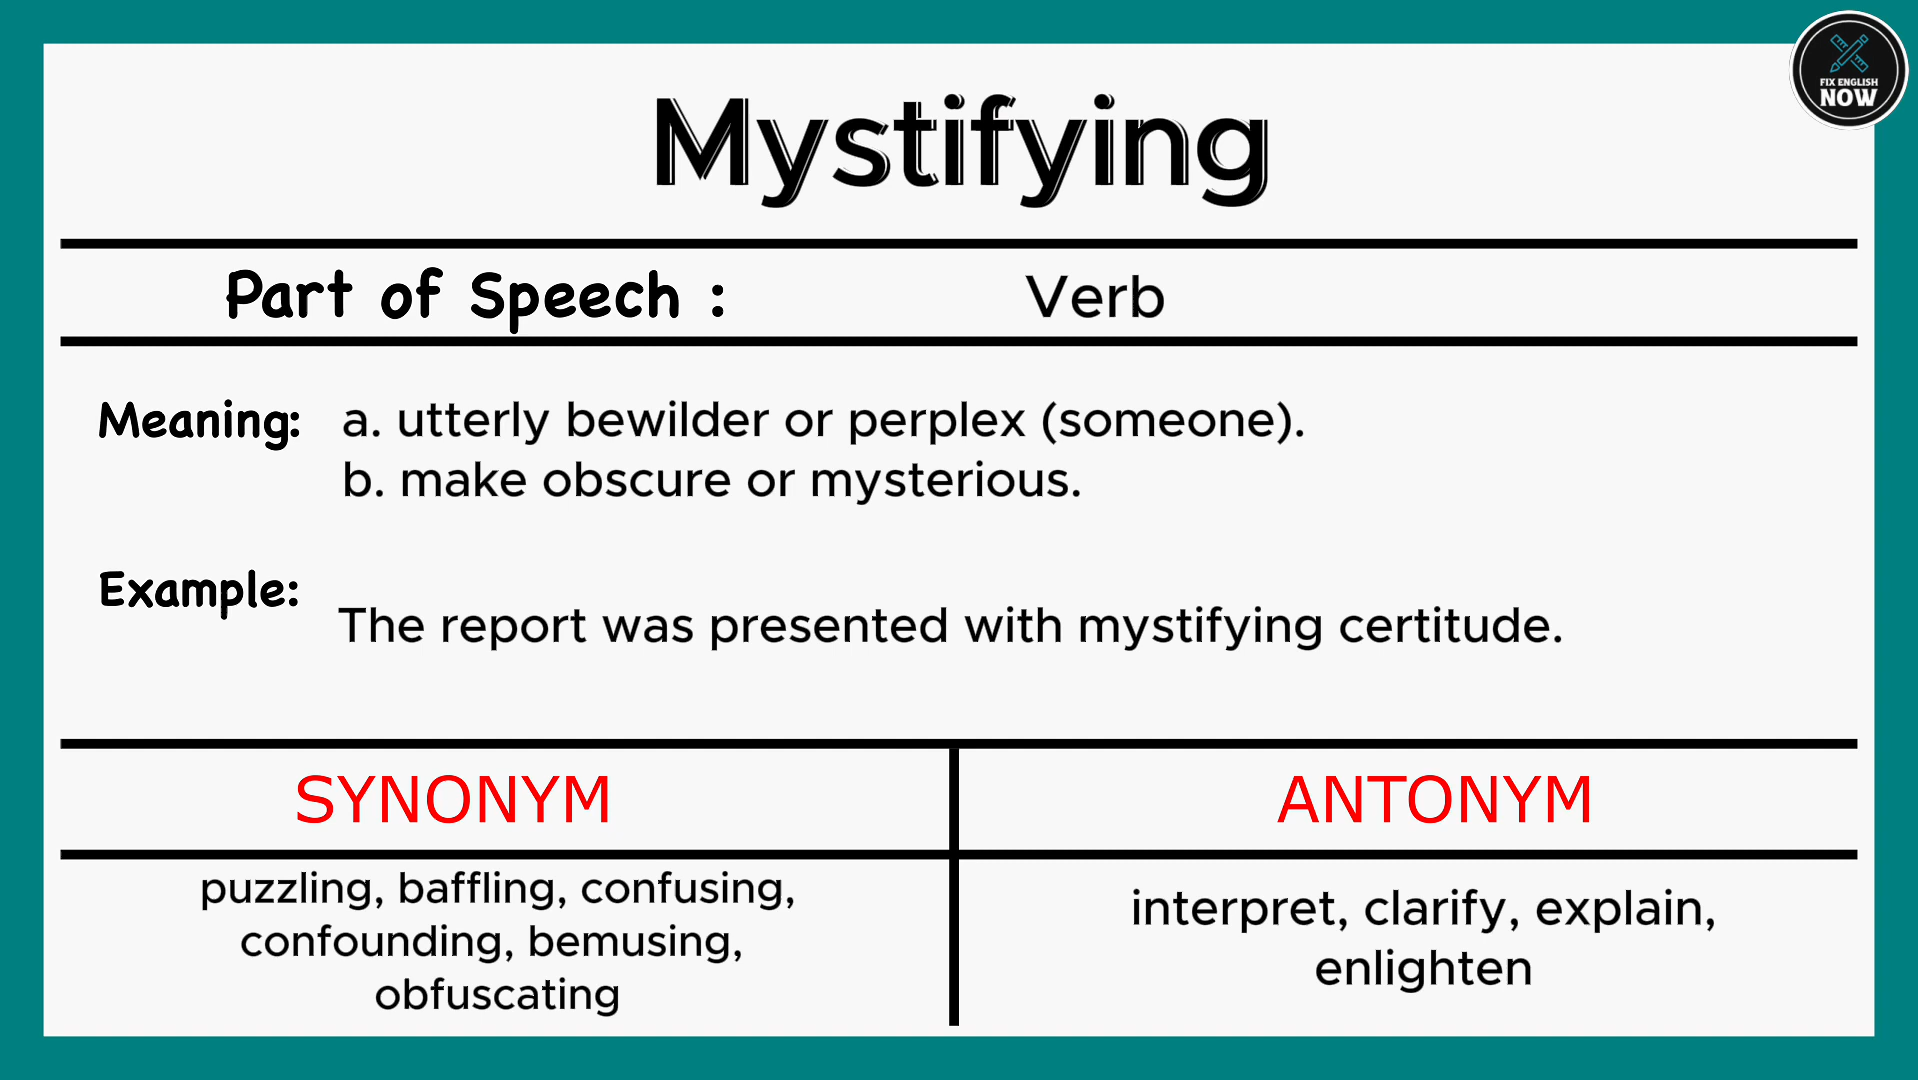 FIX ENGLISH
NOW
Mystifying
Part of Speech : Verb
Meaning: a. utterly bewilder or perplex (someone).
b. make obscure or mysterious.
Example:
The report was presented with mystifying certitude.
SYNONYM
ANTONYM
puzzling, baffling, confusing,
confounding, bemusing,
obfuscating
interpret, clarify, explain,
enlighten